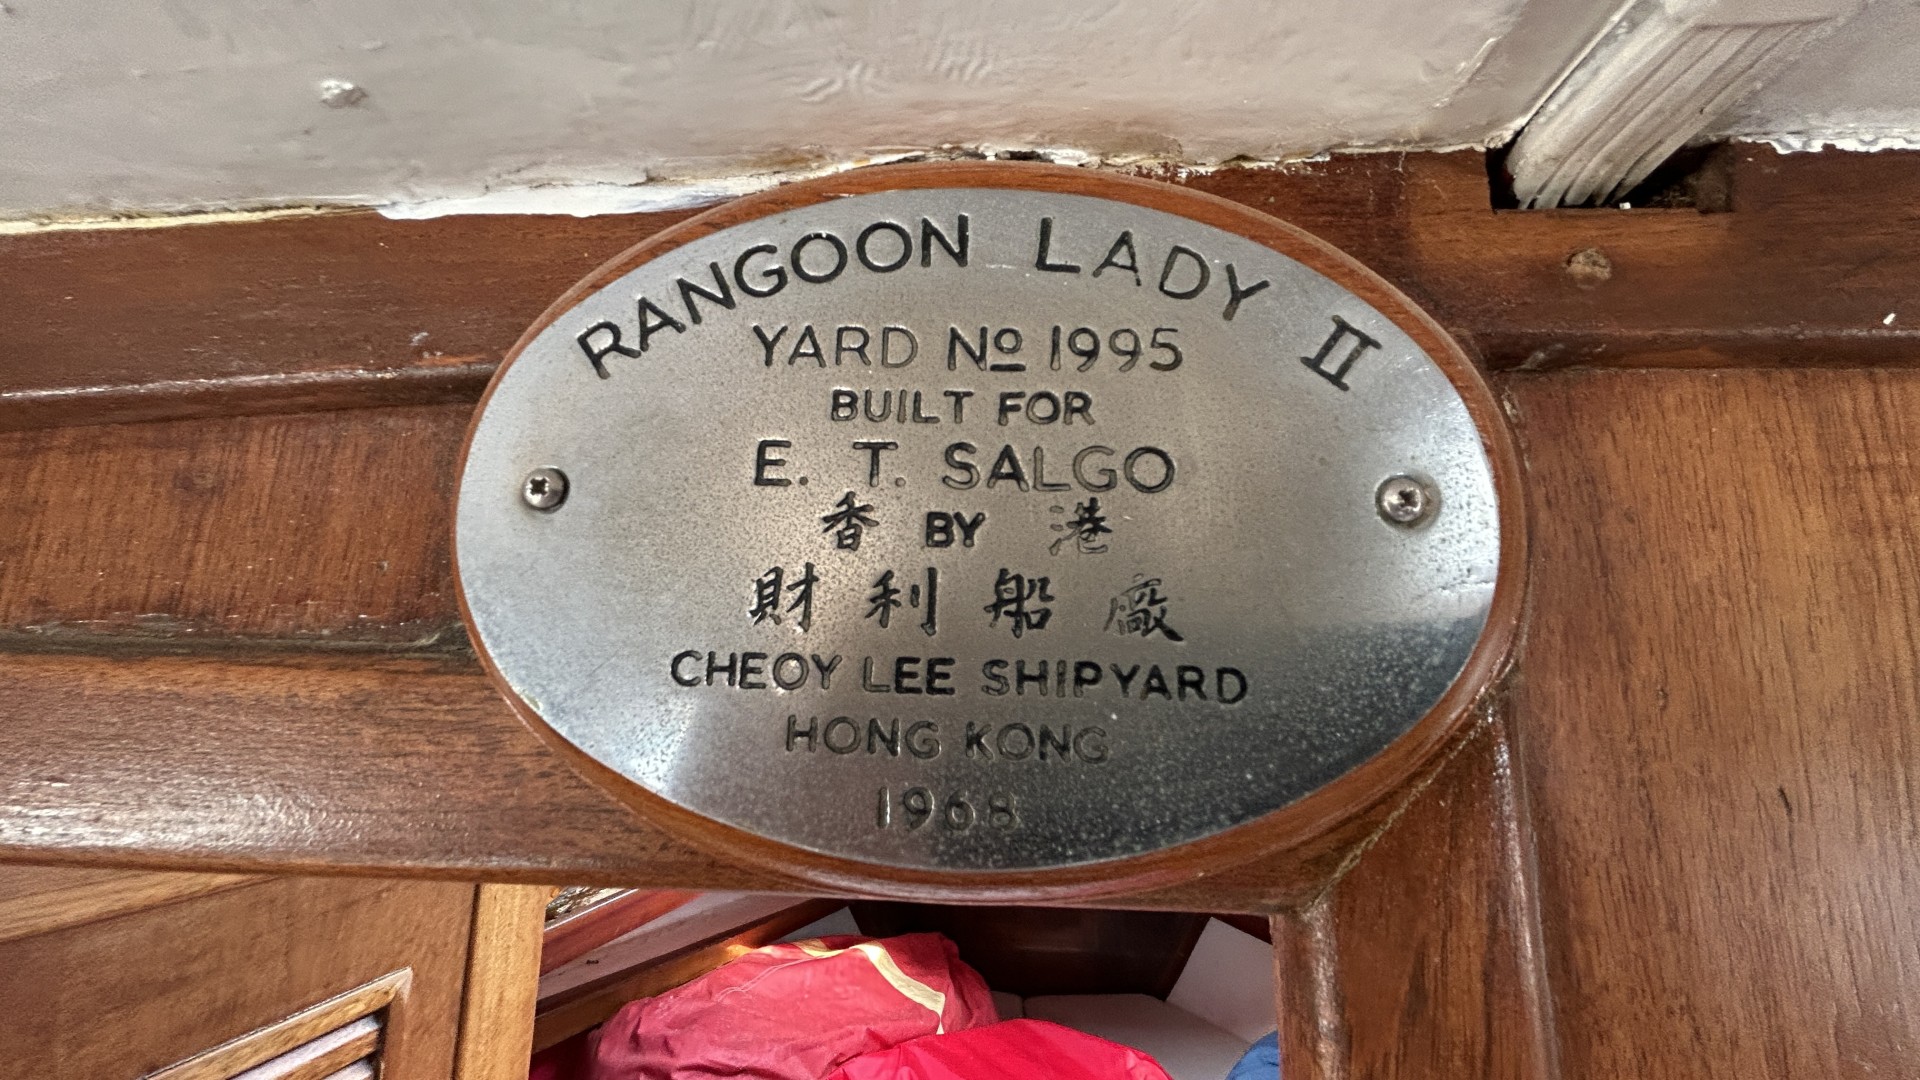 RANGOON LADY II
YARD Nº 1995
BUILT FOR
E. T. SALGO
香 BY 港
財利船廠
CHEOY LEE SHIPYARD
HONG KONG
1968